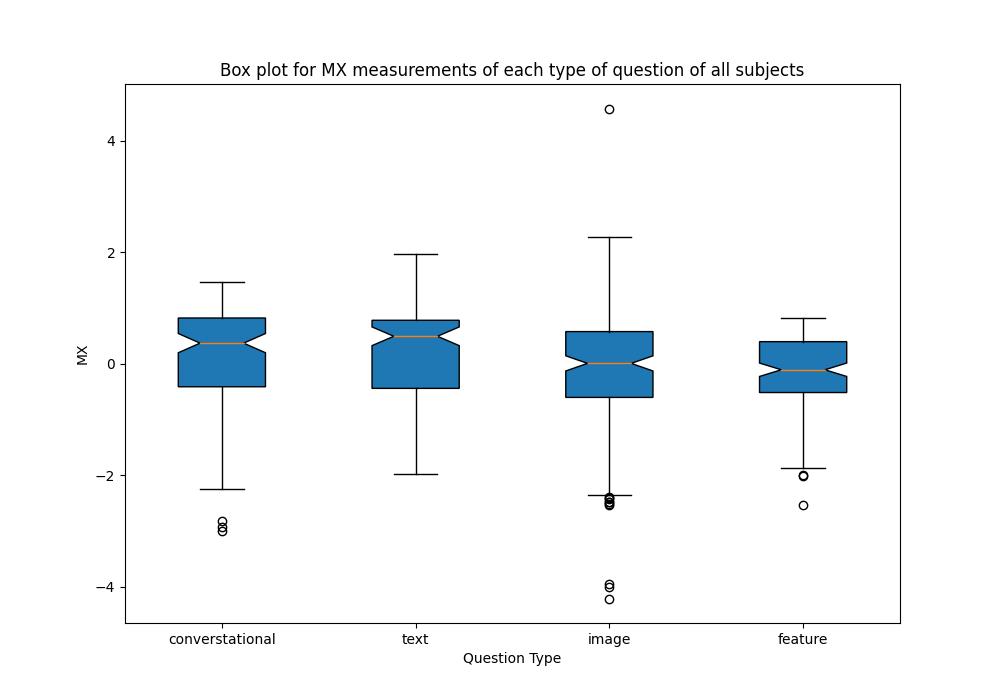 Box plot for MX measurements of each type of question of all subjects
4
2
0
−2
−4
MX
converstational text image feature
Question Type